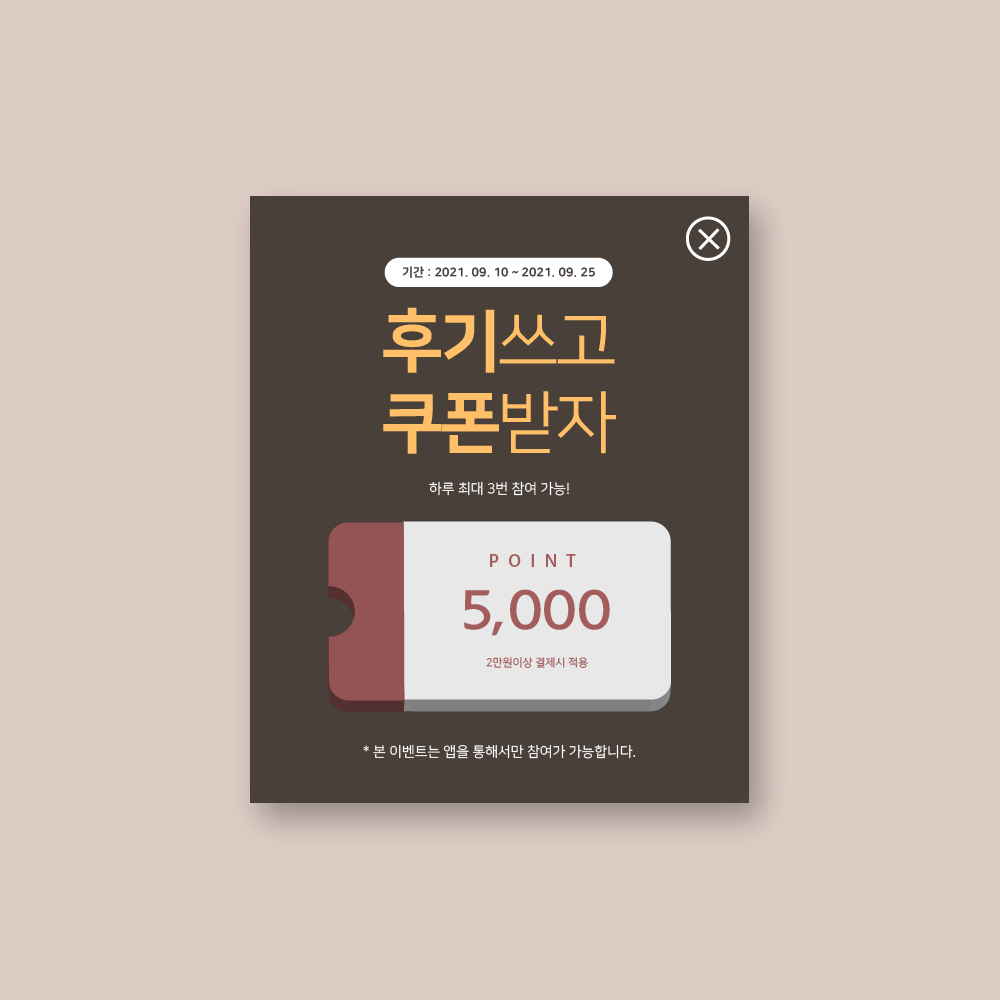 기간 : 2021. 09. 10 ~ 2021. 09. 25
후기쓰고
쿠폰받자
하루 최대 3번 참여 가능!
POINT
5,000
2만원이상 결제시 적용
* 본 이벤트는 앱을 통해서만 참여가 가능합니다.